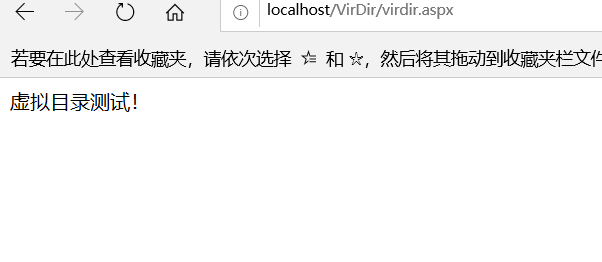 localhost/VirDir/virdir.aspx
若要在此处查看收藏夹，请依次选择 和 ，然后将其拖动到收藏夹栏文件
虚拟目录测试！